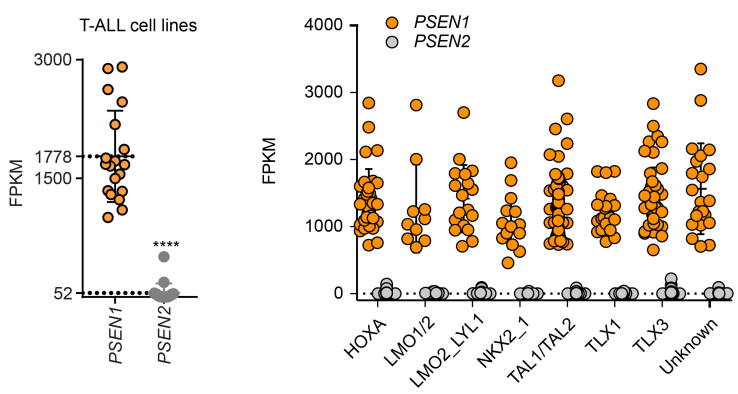 T-ALL cell lines
FPKM
3000
1778
1500
52
****
PSEN1
PSEN2
PSEN1
PSEN2
FPKM
4000
3000
2000
1000
0
HOXA
LMO1/2
LMO2_LYL1
NKX2_1
TAL1/TAL2
TLX1
TLX3
Unknown